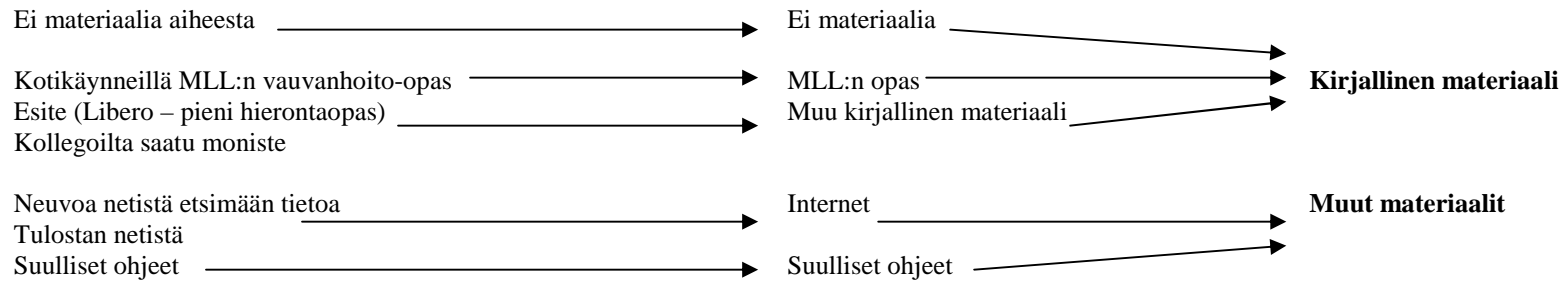 Ei materiaalia aiheesta Ei materiaalia
Kotikäynneillä MLL:n vauvanhoito-opas MLL:n opas Kirjallinen materiaali
Esite (Libero – pieni hierontaopas) Muu kirjallinen materiaali
Kollegoilta saatu moniste
Neuvoa netistä etsimään tietoa Internet Muut materiaalit
Tulostan netistä
Suulliset ohjeet Suulliset ohjeet